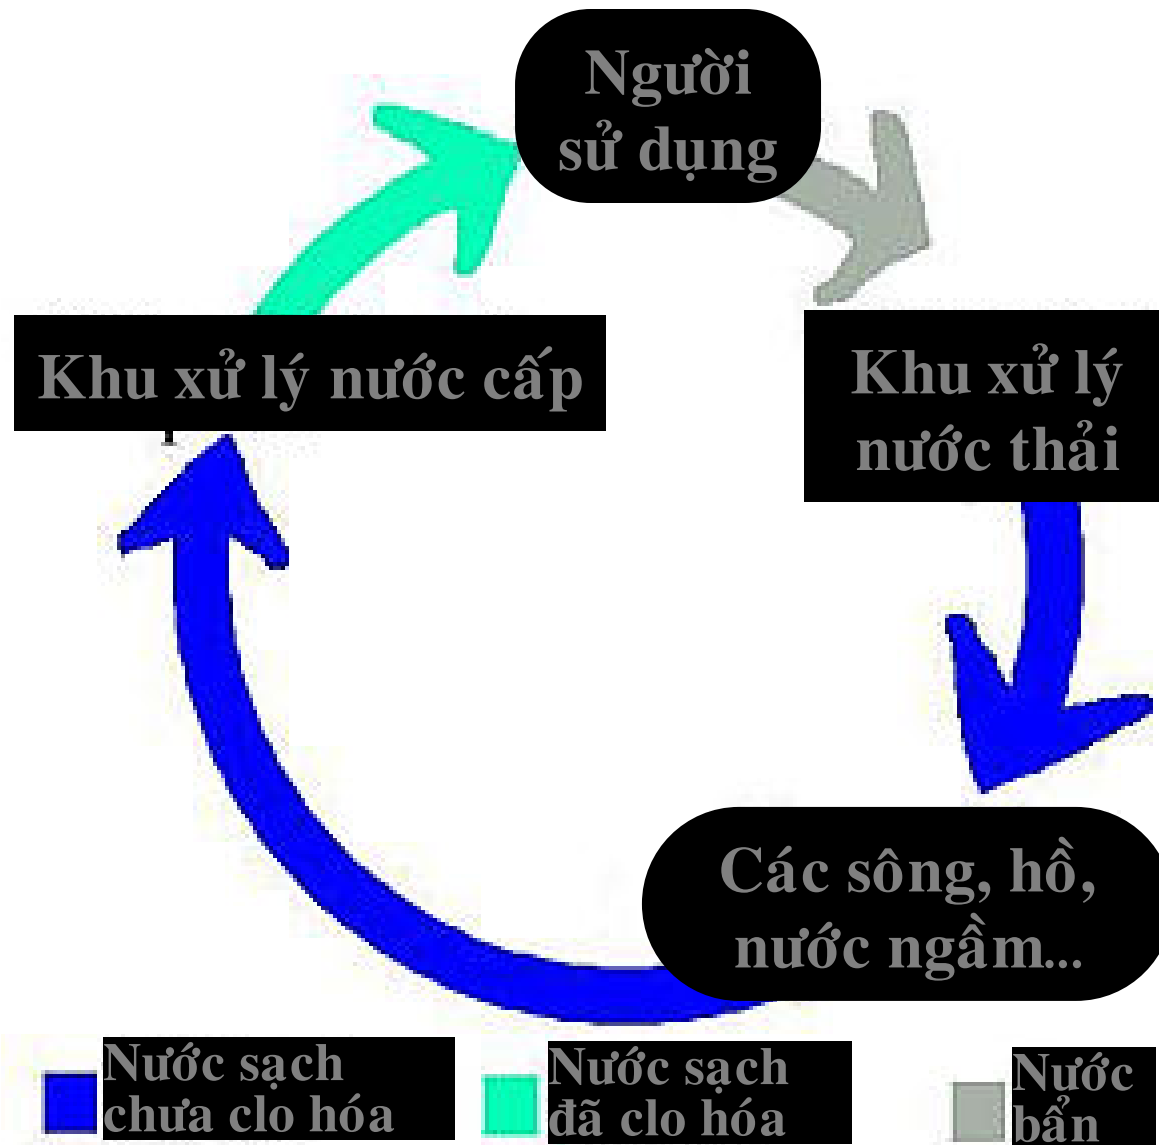 Người
sử dụng
Khu xử lý nước cấp
Khu xử lý
nước thải
Các sông, hồ,
nước ngầm...
Nước sạch
chưa clo hóa
Nước sạch
đã clo hóa
Nước
bẩn